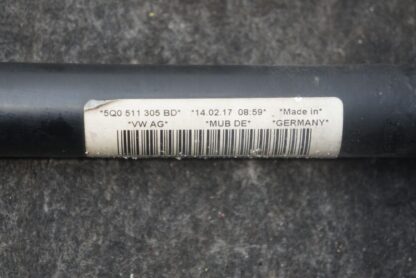 *5Q0 511 305 BD* *14.02.17 08:59* *Made in*
*VW AG* *MUB DE* *GERMANY*